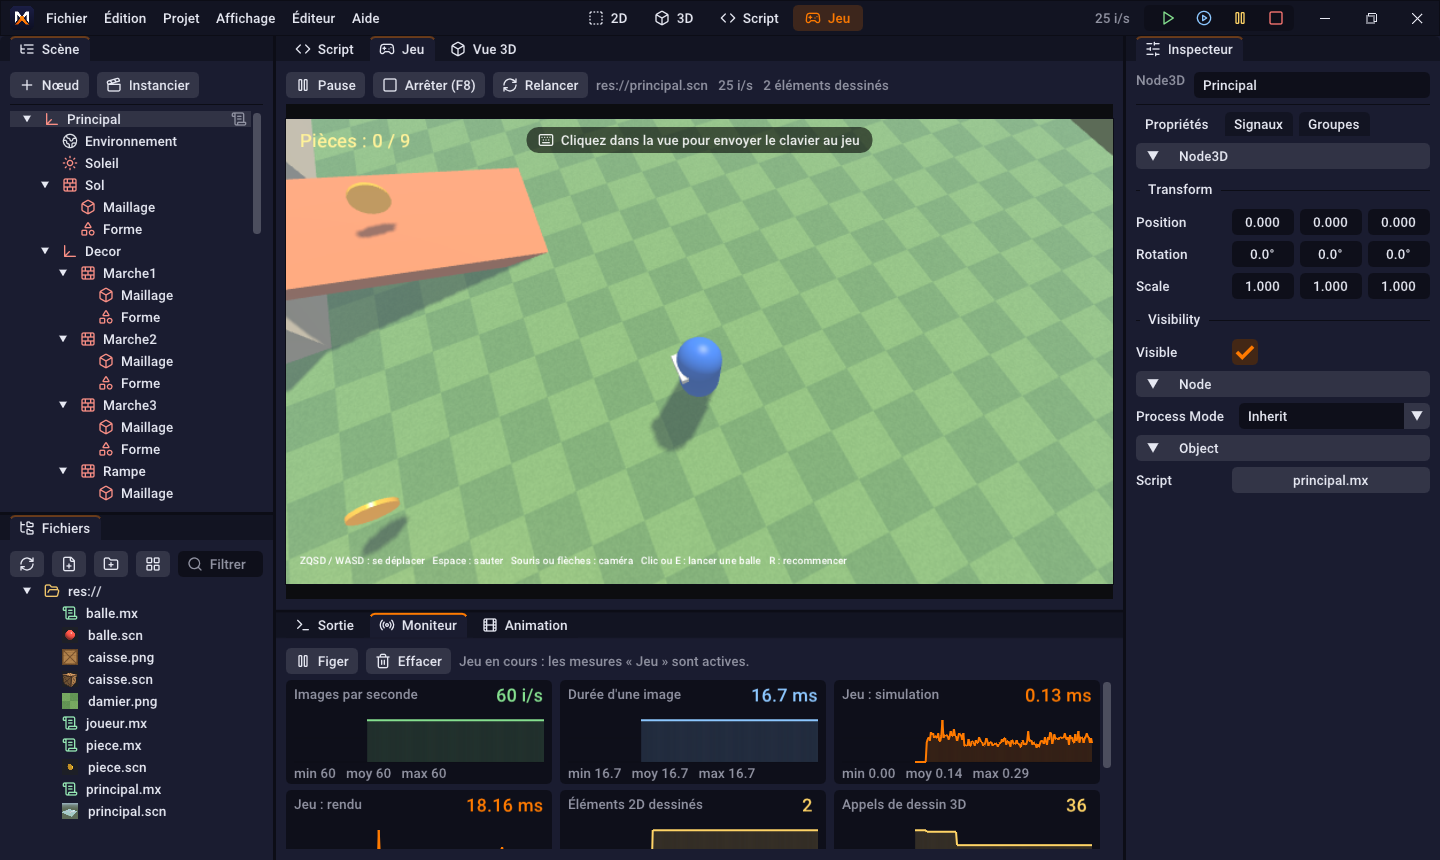 Fichier Édition Projet Affichage Éditeur Aide 2D 3D Script Jeu 25 i/s
Scène
Nœud Instancier
Principal
Environnement
Soleil
Sol
Maillage
Forme
Decor
Marche1
Maillage
Forme
Marche2
Maillage
Forme
Marche3
Maillage
Forme
Rampe
Maillage
Fichiers
Filtrer
res://
balle.mx
balle.scn
caisse.png
caisse.scn
damier.png
joueur.mx
piece.mx
piece.scn
principal.mx
principal.scn
Script Jeu Vue 3D
Pause Arrêter (F8) Relancer res://principal.scn 25 i/s 2 éléments dessinés
Pièces : 0 / 9
Cliquez dans la vue pour envoyer le clavier au jeu
ZQSD / WASD : se déplacer Espace : sauter Souris ou flèches : caméra Clic ou E : lancer une balle R : recommencer
Sortie Moniteur Animation
Figer Effacer Jeu en cours : les mesures « Jeu » sont actives.
Images par seconde 60 i/s
min 60 moy 60 max 60
Durée d'une image 16.7 ms
min 16.7 moy 16.7 max 16.7
Jeu : simulation 0.13 ms
min 0.00 moy 0.14 max 0.29
Jeu : rendu 18.16 ms
Éléments 2D dessinés 2
Appels de dessin 3D 36
Inspecteur
Node3D Principal
Propriétés Signaux Groupes
Node3D
Transform
Position 0.000 0.000 0.000
Rotation 0.0° 0.0° 0.0°
Scale 1.000 1.000 1.000
Visibility
Visible
Node
Process Mode Inherit
Object
Script principal.mx